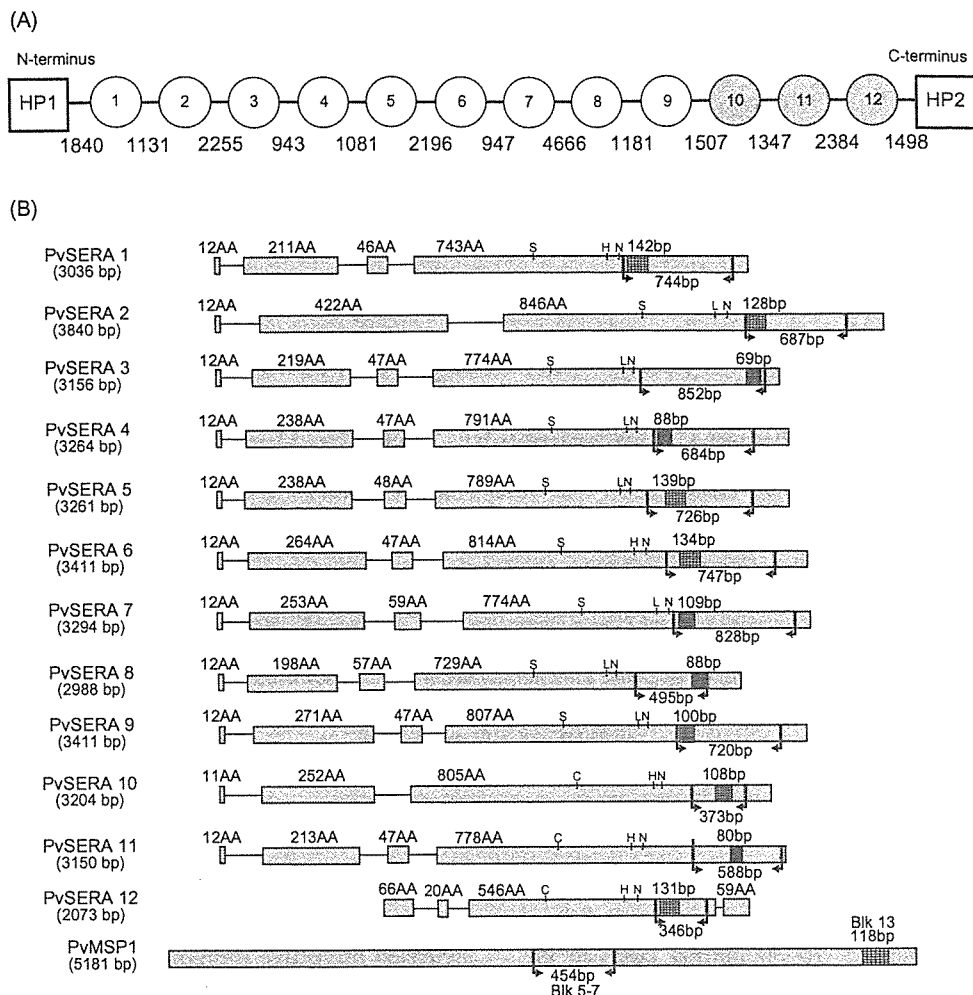 (A)
N-terminus
C-terminus
HP1 1 2 3 4 5 6 7 8 9 10 11 12 HP2
1840 1131 2255 943 1081 2196 947 4666 1181 1507 1347 2384 1498
(B)
12AA 211AA 46AA 743AA S H N 142bp
PvSERA 1
(3036 bp)
744bp
12AA 422AA 846AA S L N 128bp
PvSERA 2
(3840 bp)
687bp
12AA 219AA 47AA 774AA S LN 69bp
PvSERA 3
(3156 bp)
852bp
12AA 238AA 47AA 791AA S LN 88bp
PvSERA 4
(3264 bp)
684bp
12AA 238AA 48AA 789AA S LN 139bp
PvSERA 5
(3261 bp)
726bp
12AA 264AA 47AA 814AA S H N 134bp
PvSERA 6
(3411 bp)
747bp
12AA 253AA 59AA 774AA S L N 109bp
PvSERA 7
(3294 bp)
828bp
12AA 198AA 57AA 729AA S LN 88bp
PvSERA 8
(2988 bp)
495bp
12AA 271AA 47AA 807AA S LN 100bp
PvSERA 9
(3411 bp)
720bp
11AA 252AA 805AA C HN 108bp
PvSERA 10
(3204 bp)
373bp
12AA 213AA 47AA 778AA C H N 80bp
PvSERA 11
(3150 bp)
588bp
66AA 20AA 546AA C H N 131bp 59AA
PvSERA 12
(2073 bp)
346bp
Blk 13
PvMSP1 118bp
(5181 bp)
454bp
Blk 5-7